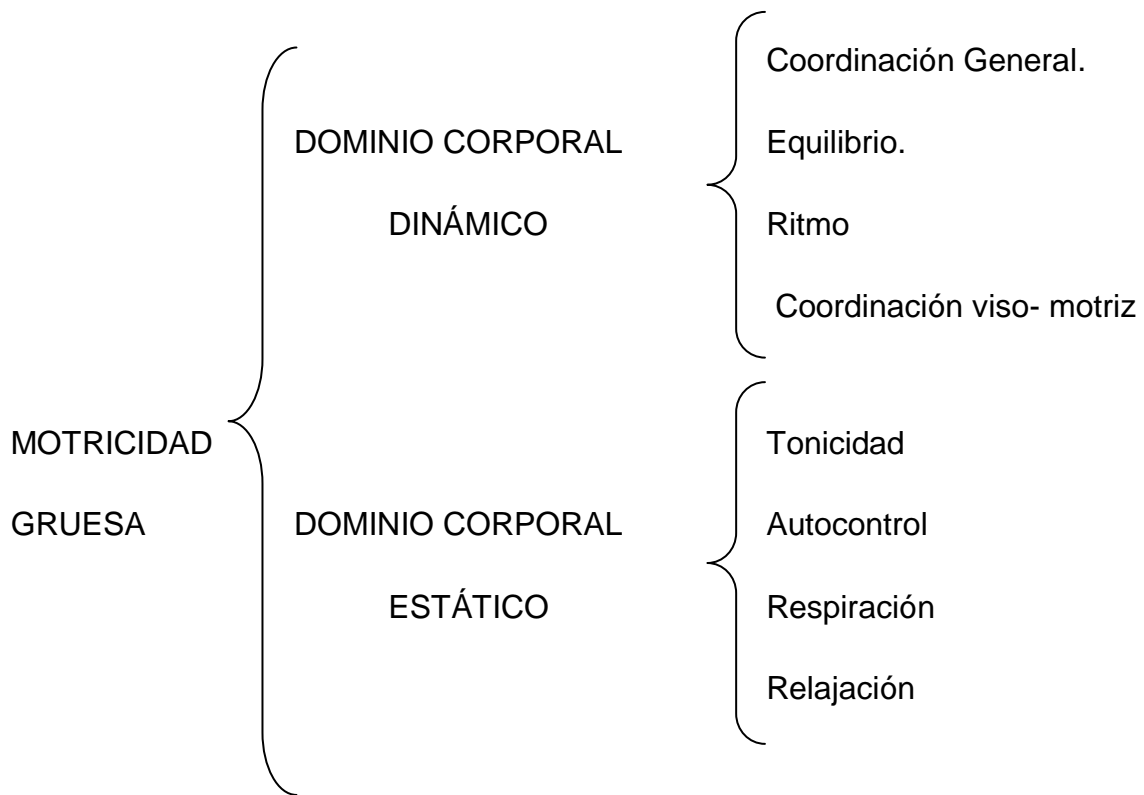 MOTRICIDAD
GRUESA
DOMINIO CORPORAL
DINÁMICO
Coordinación General.
Equilibrio.
Ritmo
Coordinación viso- motriz
DOMINIO CORPORAL
ESTÁTICO
Tonicidad
Autocontrol
Respiración
Relajación